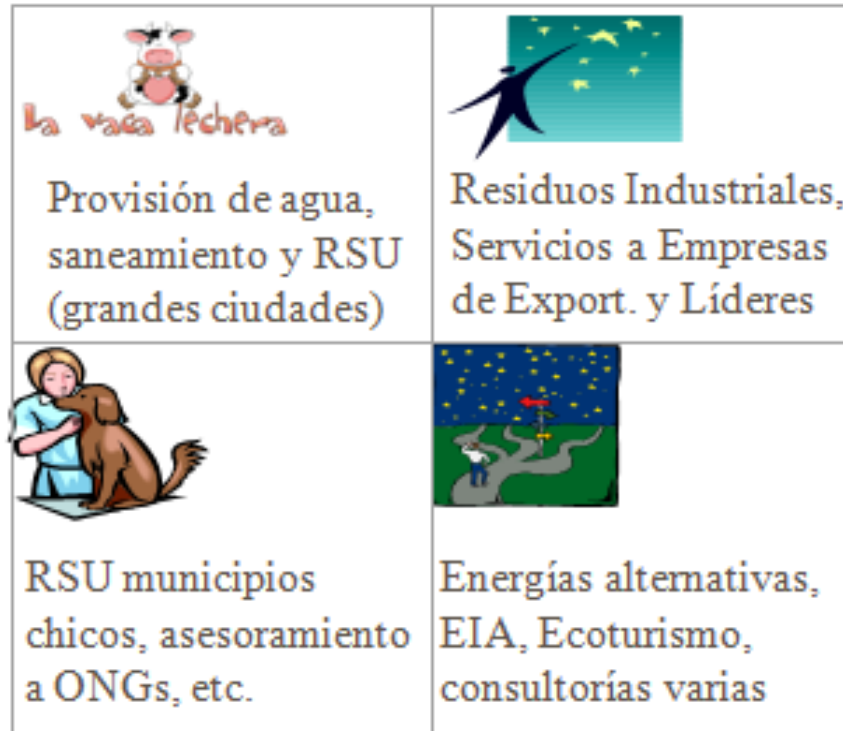 La vaca lechera
Provisión de agua,
saneamiento y RSU
(grandes ciudades)
Residuos Industriales,
Servicios a Empresas
de Export. y Líderes
RSU municipios
chicos, asesoramiento
a ONGs, etc.
Energías alternativas,
EIA, Ecoturismo,
consultorías varias